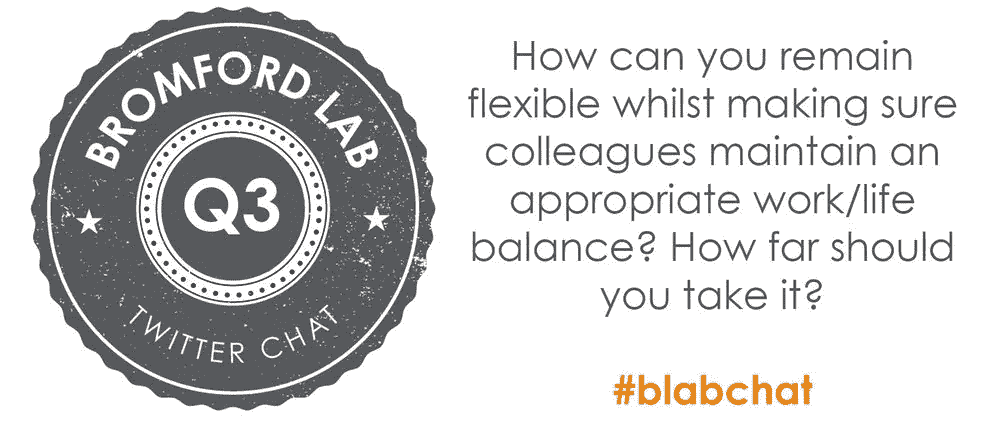 BROMFORD LAB
Q3
TWITTER CHAT
How can you remain
flexible whilst making sure
colleagues maintain an
appropriate work/life
balance? How far should
you take it?
#blabchat